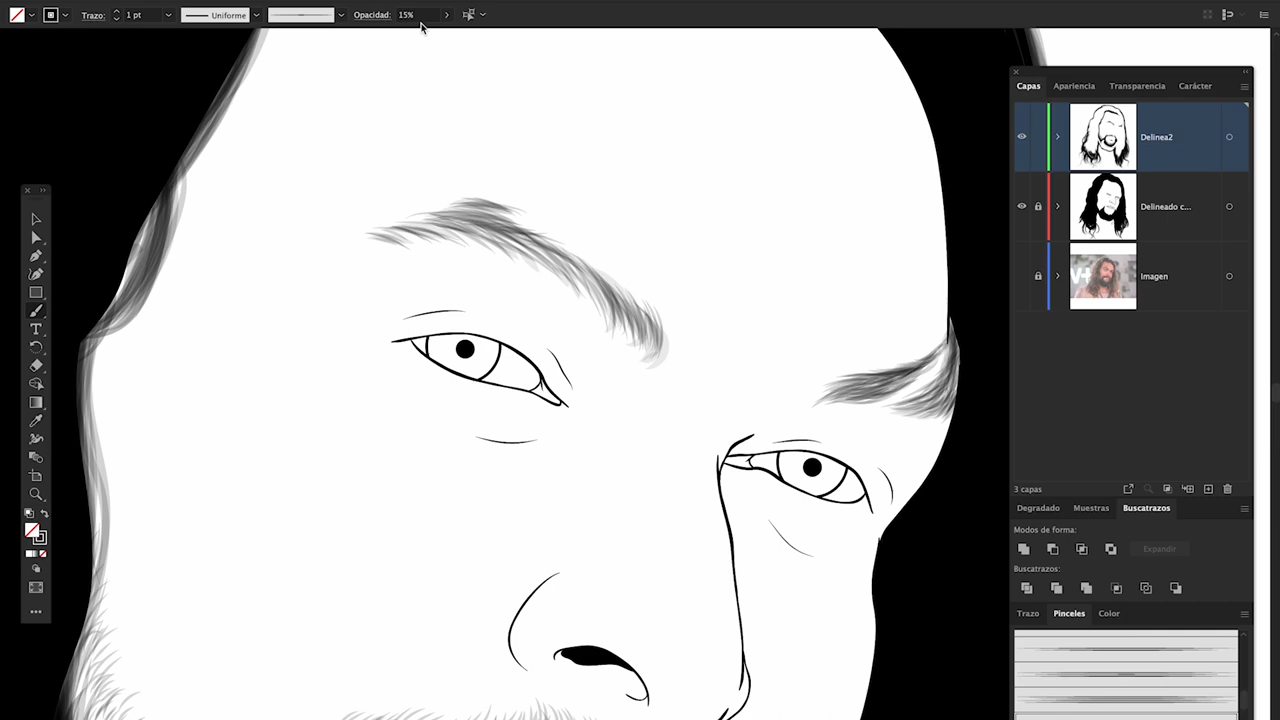 Trazo: 1 pt Uniforme Opacidad: 15%
Capas Apariencia Transparencia Carácter
Delinea2
Delineado c...
Imagen
3 capas
Degradado Muestras Buscatrazos
Modos de forma:
Expandir
Buscatrazos:
Trazo Pinceles Color